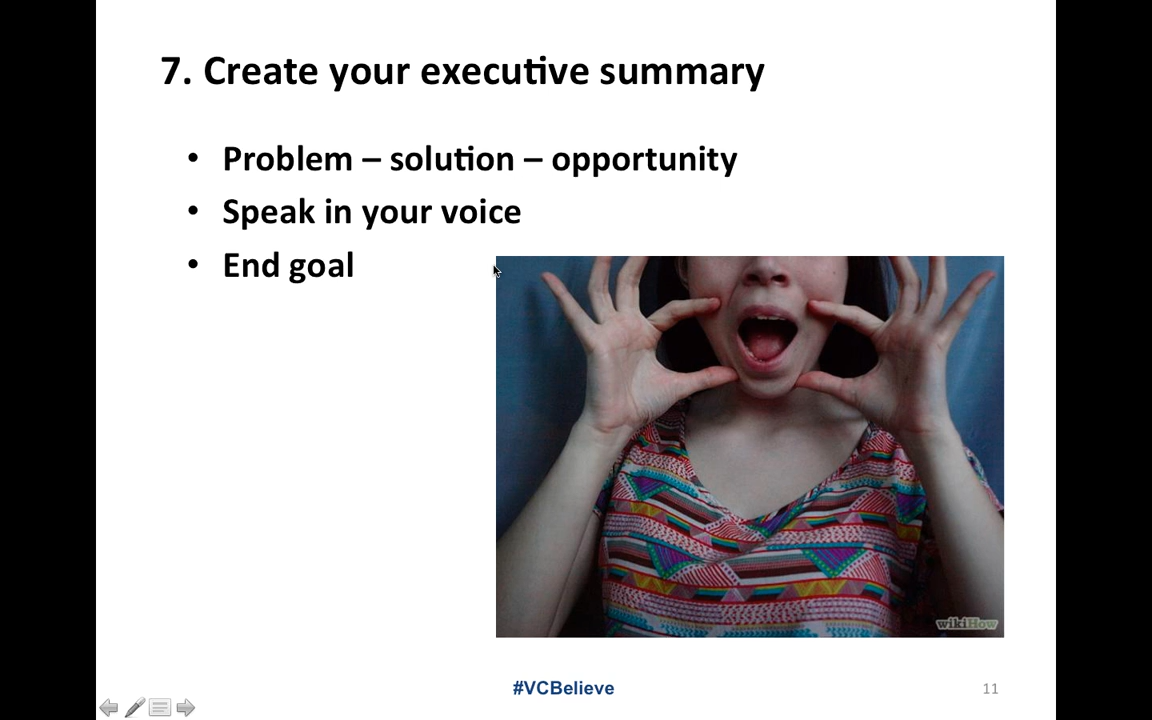 7. Create your executive summary
• Problem – solution – opportunity
• Speak in your voice
• End goal
wikiHow
#VCBelieve
11